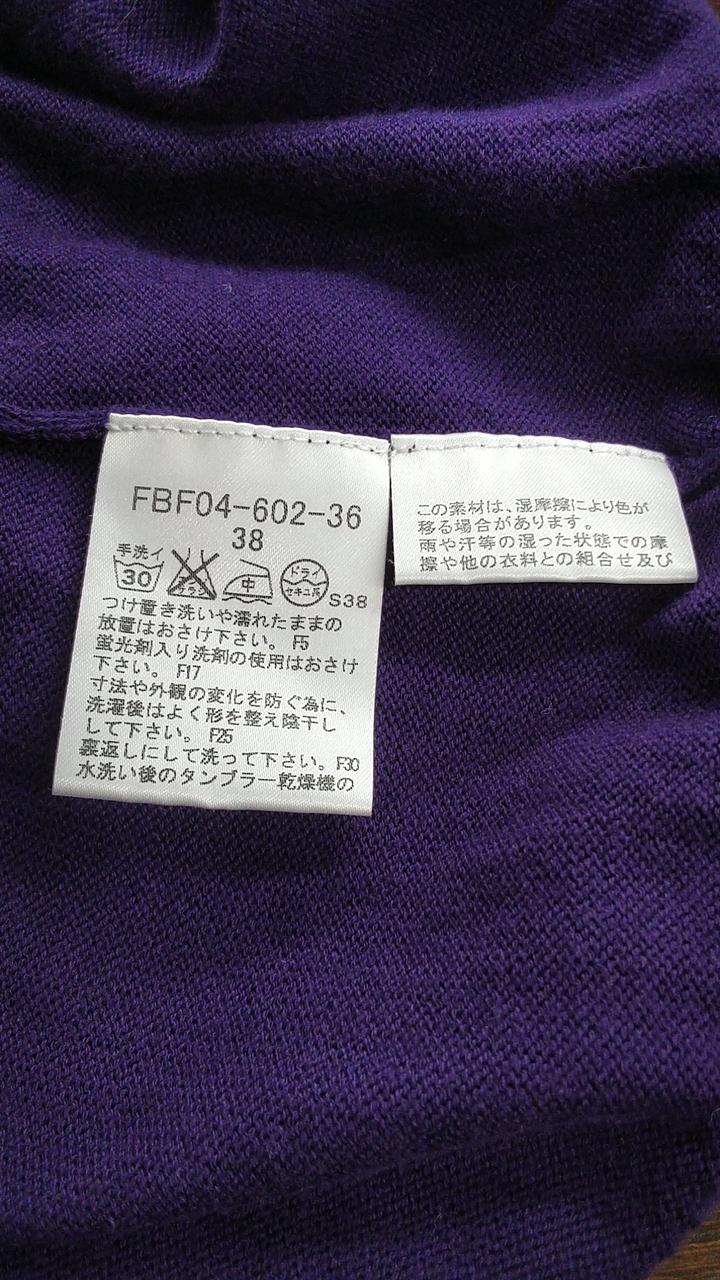 FBF04-602-36
38
手洗イ
30
エンソサラシ
中
ドライ
セキユ系
S38
つけ置き洗いや濡れたままの
放置はおさけ下さい。 F5
蛍光剤入り洗剤の使用はおさけ
下さい。 F17
寸法や外観の変化を防ぐ為に、
洗濯後はよく形を整え陰干し
して下さい。 F25
裏返しにして洗って下さい。 F30
水洗い後のタンブラー乾燥機の
この素材は、湿摩擦により色が
移る場合があります。
雨や汗等の湿った状態での摩
擦や他の衣料との組合せ及び